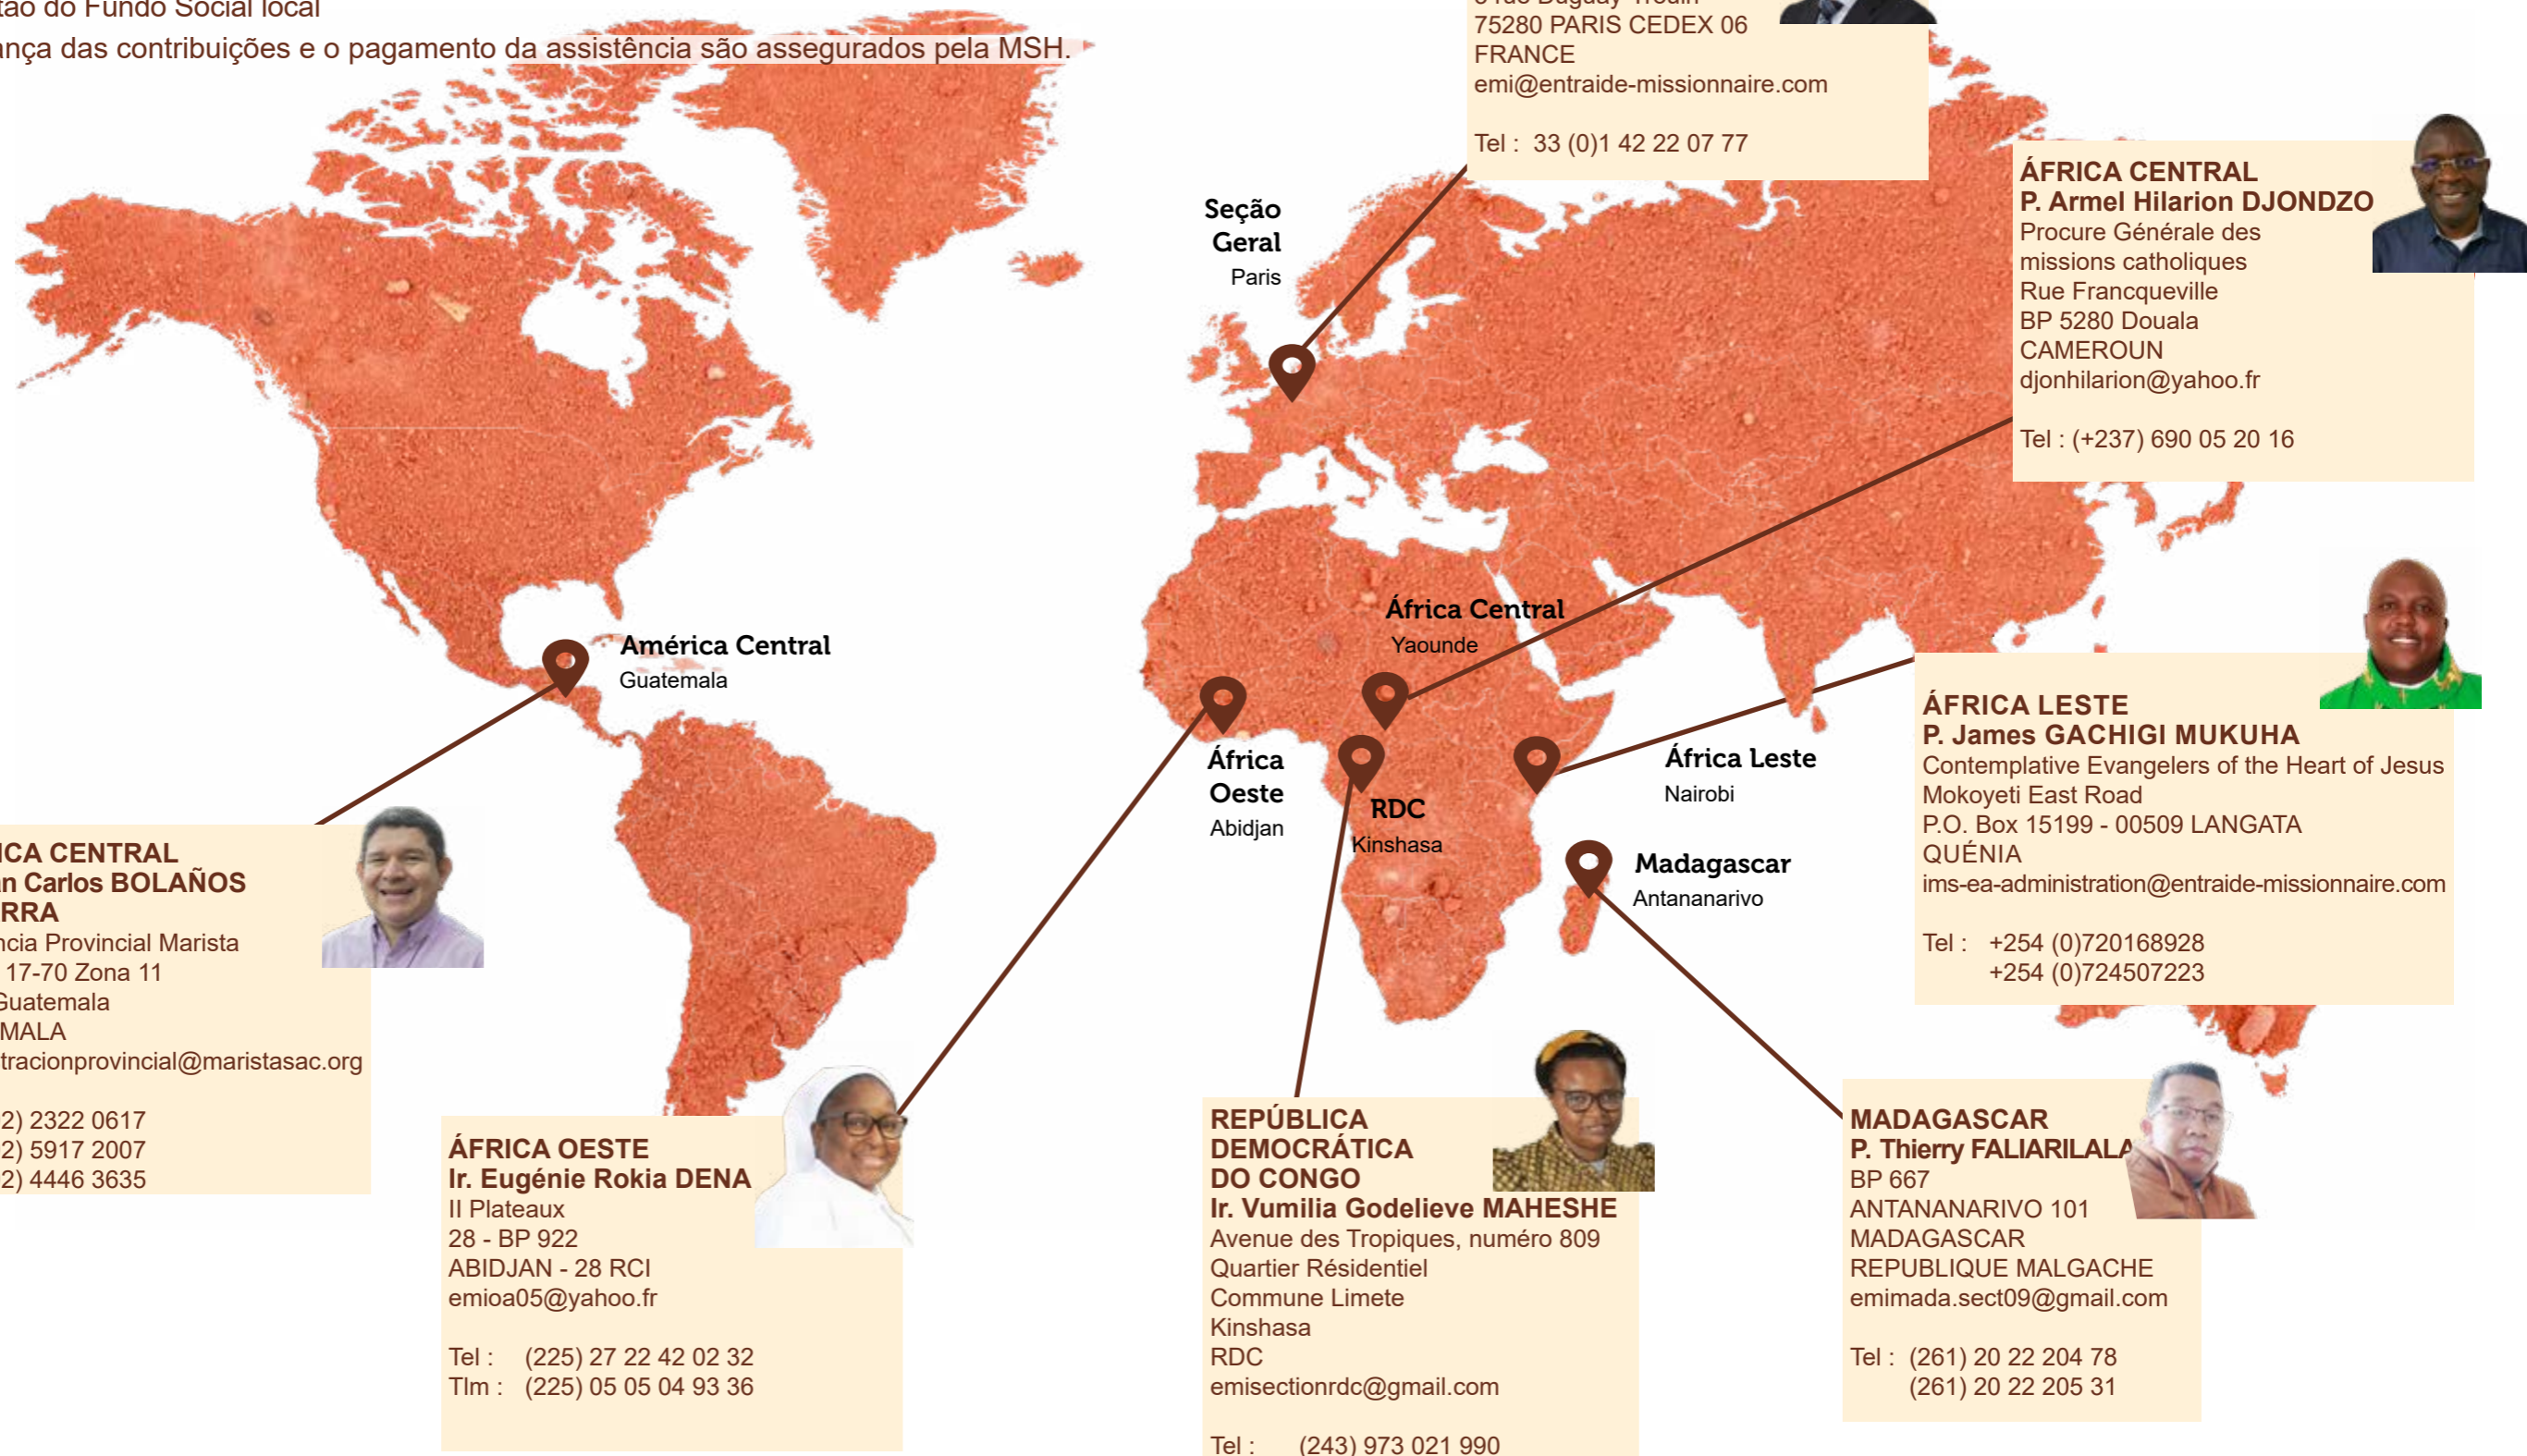 tão do Fundo Social local
ança das contribuições e o pagamento da assistência são assegurados pela MSH.
75280 PARIS CEDEX 06
FRANCE
emi@entraide-missionnaire.com
Tel : 33 (0)1 42 22 07 77
Seção
Geral
Paris
ÁFRICA CENTRAL
P. Armel Hilarion DJONDZO
Procure Générale des
missions catholiques
Rue Francqueville
BP 5280 Douala
CAMEROUN
djonhilarion@yahoo.fr
Tel : (+237) 690 05 20 16
América Central
Guatemala
África Central
Yaounde
África
Oeste
Abidjan
RDC
Kinshasa
África Leste
Nairobi
Madagascar
Antananarivo
ÁFRICA LESTE
P. James GACHIGI MUKUHA
Contemplative Evangelers of the Heart of Jesus
Mokoyeti East Road
P.O. Box 15199 - 00509 LANGATA
QUÉNIA
ims-ea-administration@entraide-missionnaire.com
Tel : +254 (0)720168928
+254 (0)724507223
ICA CENTRAL
an Carlos BOLAÑOS
RRA
ncia Provincial Marista
17-70 Zona 11
Guatemala
MALA
tracionprovincial@maristasac.org
2) 2322 0617
2) 5917 2007
2) 4446 3635
ÁFRICA OESTE
Ir. Eugénie Rokia DENA
II Plateaux
28 - BP 922
ABIDJAN - 28 RCI
emioa05@yahoo.fr
Tel : (225) 27 22 42 02 32
Tlm : (225) 05 05 04 93 36
REPÚBLICA
DEMOCRÁTICA
DO CONGO
Ir. Vumilia Godelieve MAHESHE
Avenue des Tropiques, numéro 809
Quartier Résidentiel
Commune Limete
Kinshasa
RDC
emisectionrdc@gmail.com
Tel : (243) 973 021 990
MADAGASCAR
P. Thierry FALIARILALA
BP 667
ANTANANARIVO 101
MADAGASCAR
REPUBLIQUE MALGACHE
emimada.sect09@gmail.com
Tel : (261) 20 22 204 78
(261) 20 22 205 31